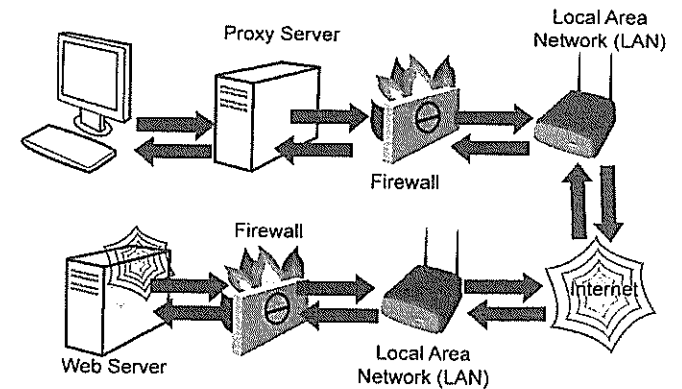 Proxy Server
Local Area
Network (LAN)
Firewall
Firewall
Internet
Web Server
Local Area
Network (LAN)